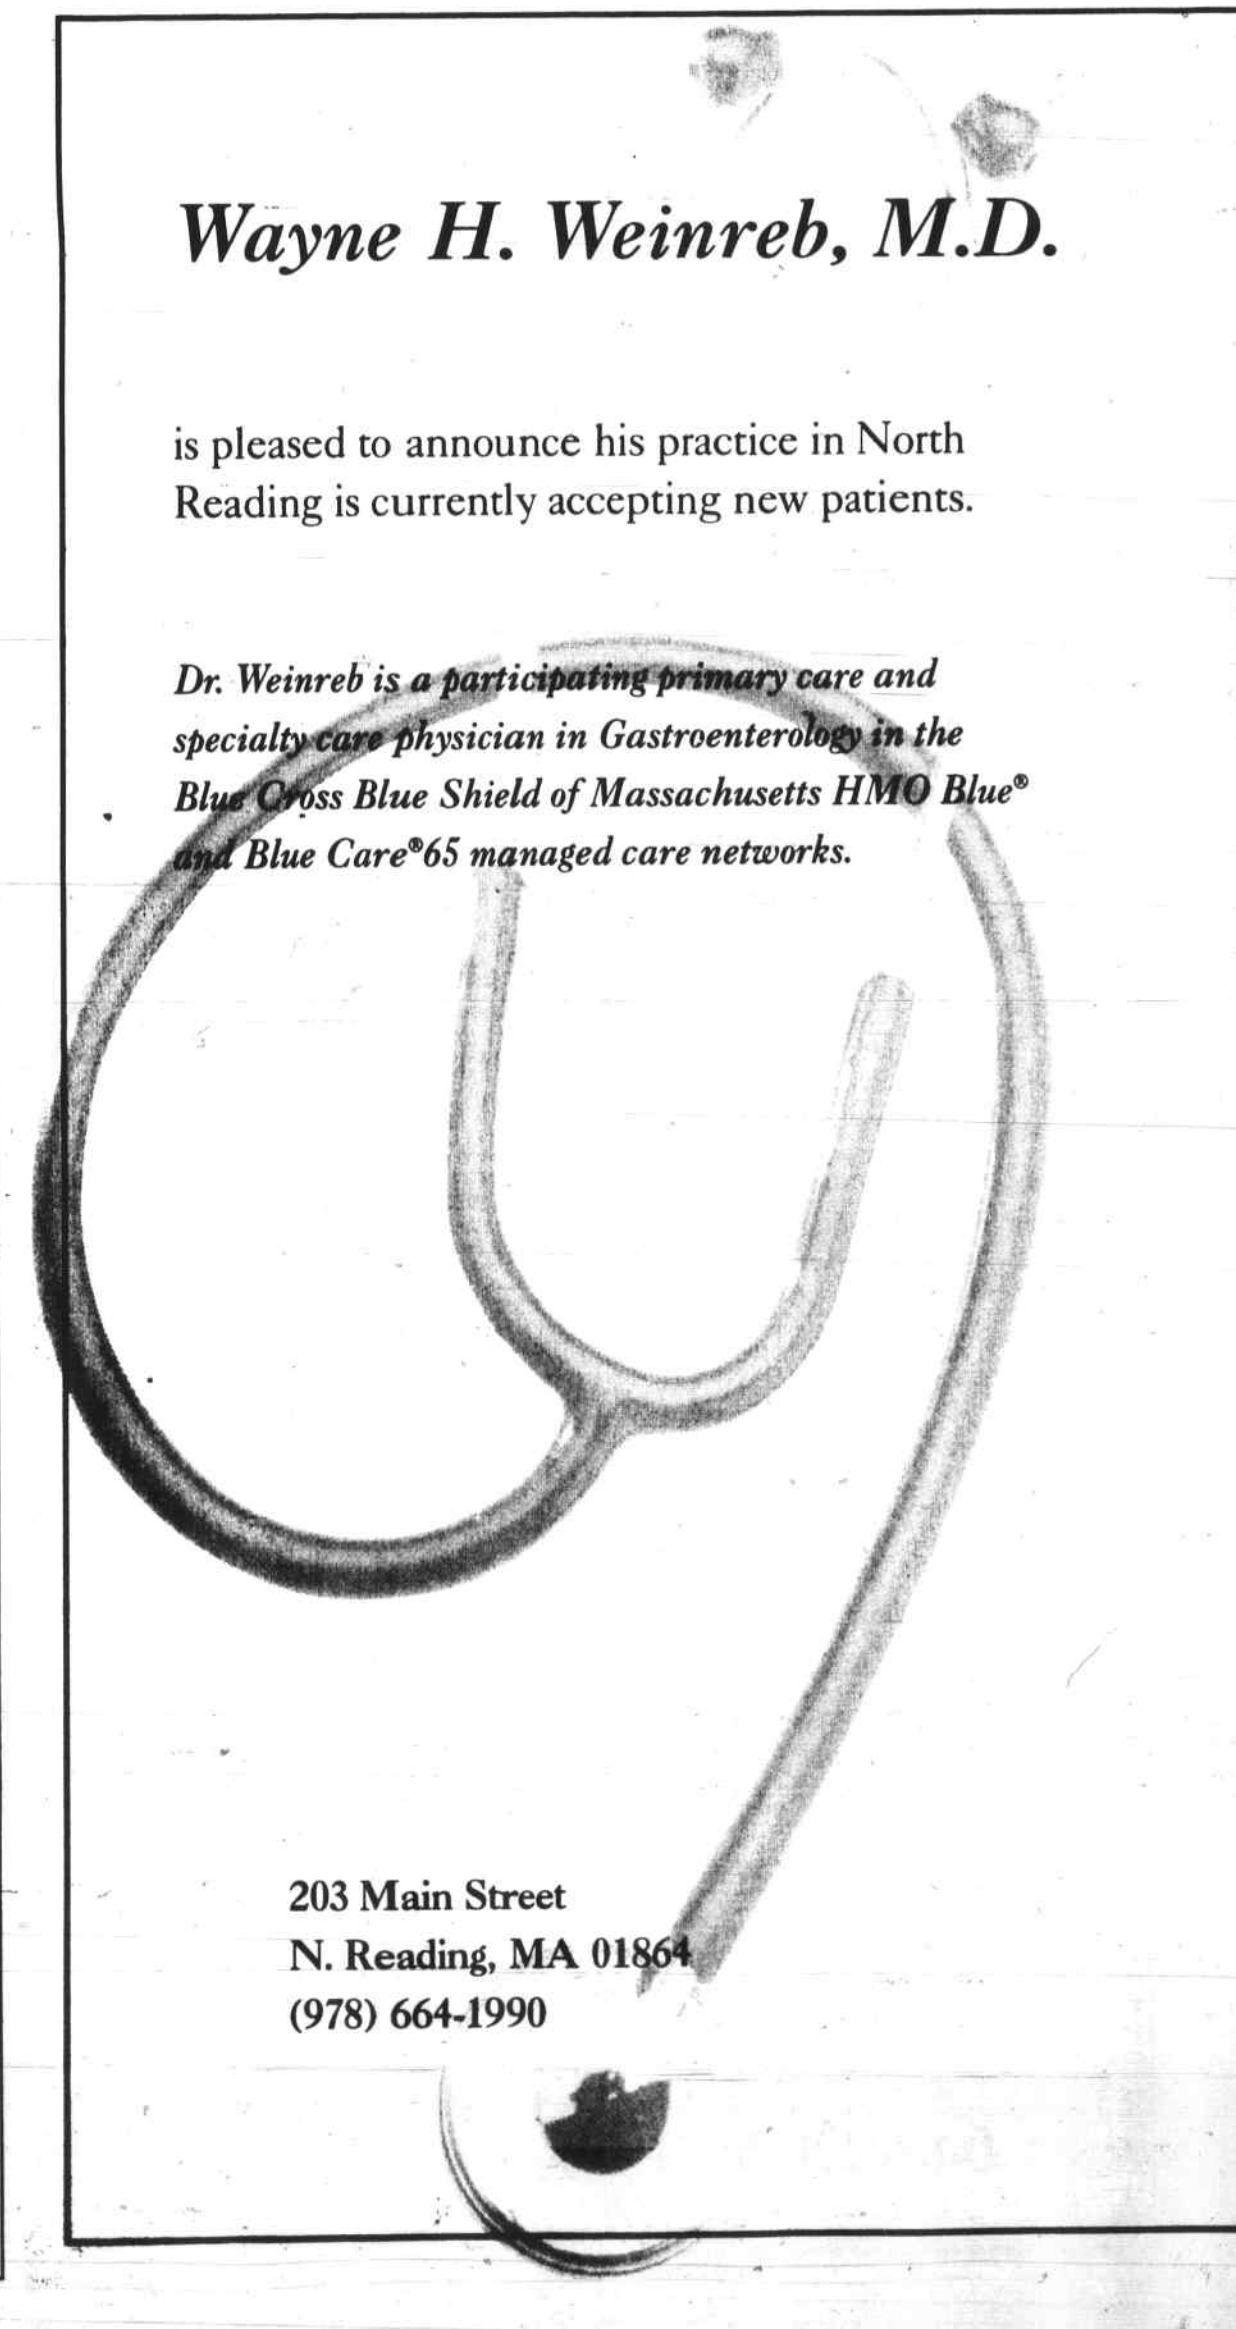 Wayne H. Weinreb, M.D.
is pleased to announce his practice in North
Reading is currently accepting new patients.
Dr. Weinreb is a participating primary care and
specialty care physician in Gastroenterology in the
Blue Cross Blue Shield of Massachusetts HMO Blue®
and Blue Care®65 managed care networks.
203 Main Street
N. Reading, MA 01864
(978) 664-1990